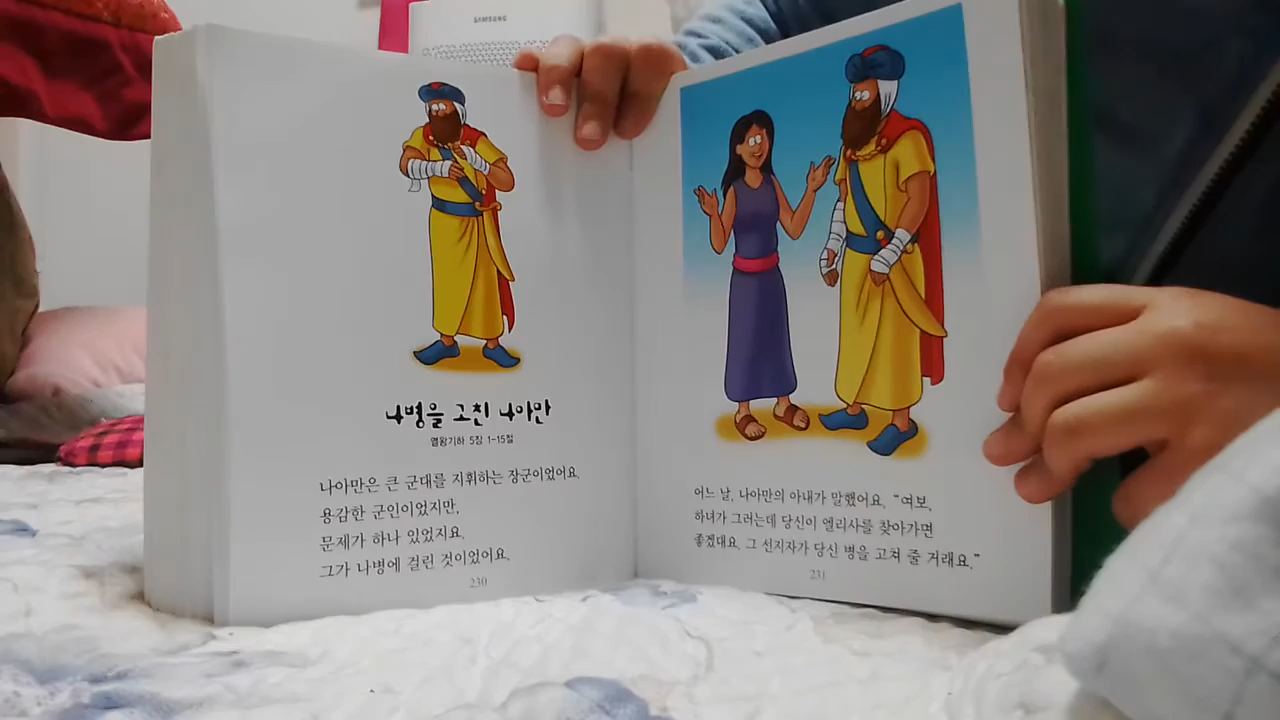 SAMSUNG
나병을 고친 나아만
열왕기하 5장 1-15절
나아만은 큰 군대를 지휘하는 장군이었어요.
용감한 군인이었지만,
문제가 하나 있었지요.
그가 나병에 걸린 것이었어요.
230
어느 날, 나아만의 아내가 말했어요. "여보,
하녀가 그러는데 당신이 엘리사를 찾아가면
좋겠대요. 그 선지자가 당신 병을 고쳐 줄 거래요."
231